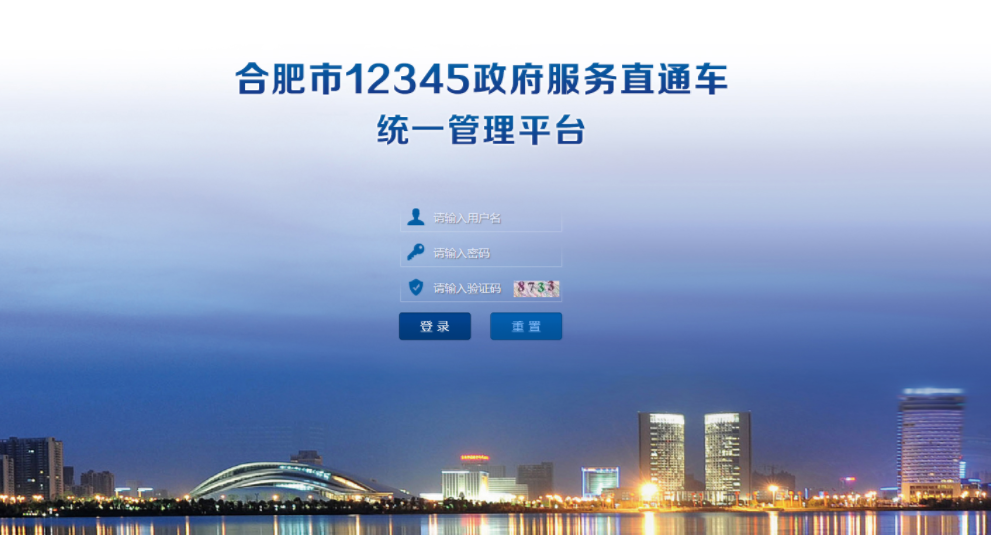 合肥市12345政府服务直通车
统一管理平台
请输入用户名
请输入密码
请输入验证码 8733
登录 重置